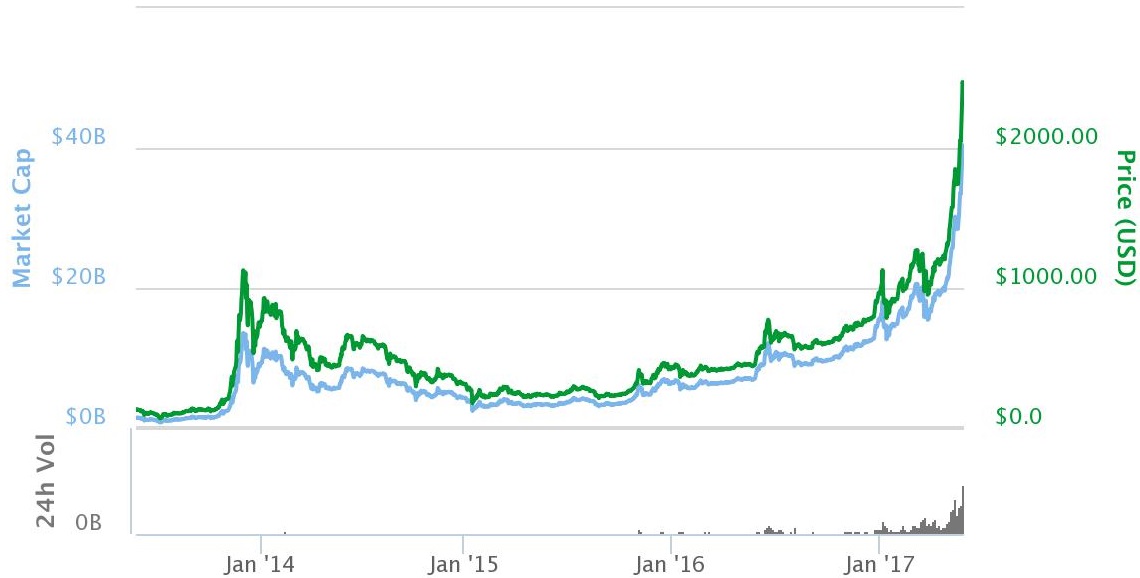 Market Cap
$40B
$20B
$0B
$2000.00
$1000.00
$0.0
Price (USD)
24h Vol
0B
Jan '14
Jan '15
Jan '16
Jan '17